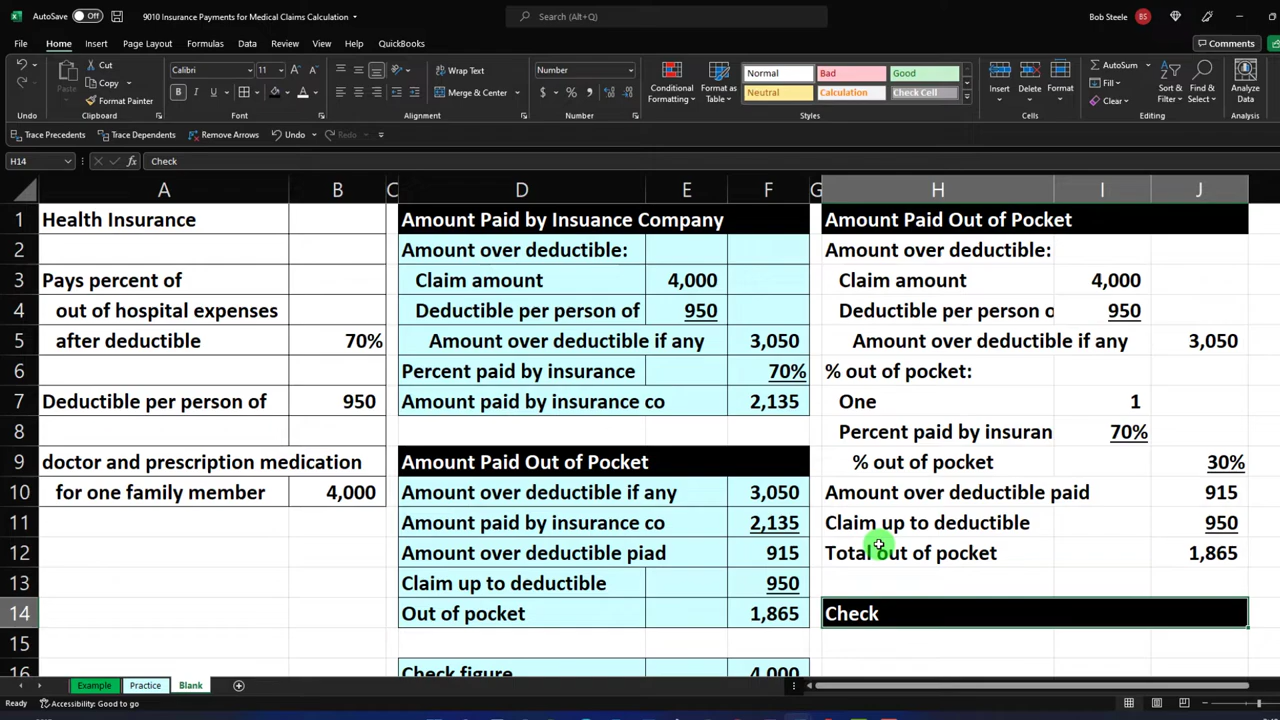 AutoSave Off 9010 Insurance Payments for Medical Claims Calculation Search (Alt+Q) Bob Steele BS
File Home Insert Page Layout Formulas Data Review View Help QuickBooks Comments
Undo
Paste Cut Copy Format Painter
Clipboard
Calibri 11
B I U
Font
Wrap Text
Merge & Center
Alignment
Number
$ % 9
Number
Conditional Formatting
Format as Table
Normal Bad Good
Neutral Calculation Check Cell
Styles
Insert Delete Format
Cells
AutoSum Fill Clear
Sort & Filter
Find & Select
Editing
Analyze Data
Analysis
Trace Precedents Trace Dependents Remove Arrows Undo Redo
H14 fx Check
A B C D E F G H I J
1 Health Insurance Amount Paid by Insuance Company Amount Paid Out of Pocket
2 Amount over deductible: Amount over deductible:
3 Pays percent of Claim amount 4,000 Claim amount 4,000
4 out of hospital expenses Deductible per person of 950 Deductible per person o 950
5 after deductible 70% Amount over deductible if any 3,050 Amount over deductible if any 3,050
6 Percent paid by insurance 70% % out of pocket:
7 Deductible per person of 950 Amount paid by insurance co 2,135 One 1
8 Percent paid by insuran 70%
9 doctor and prescription medication Amount Paid Out of Pocket % out of pocket 30%
10 for one family member 4,000 Amount over deductible if any 3,050 Amount over deductible paid 915
11 Amount paid by insurance co 2,135 Claim up to deductible 950
12 Amount over deductible piad 915 Total out of pocket 1,865
13 Claim up to deductible 950
14 Out of pocket 1,865 Check
15
16 Check figure 4,000
Example Practice Blank
Ready Accessibility: Good to go